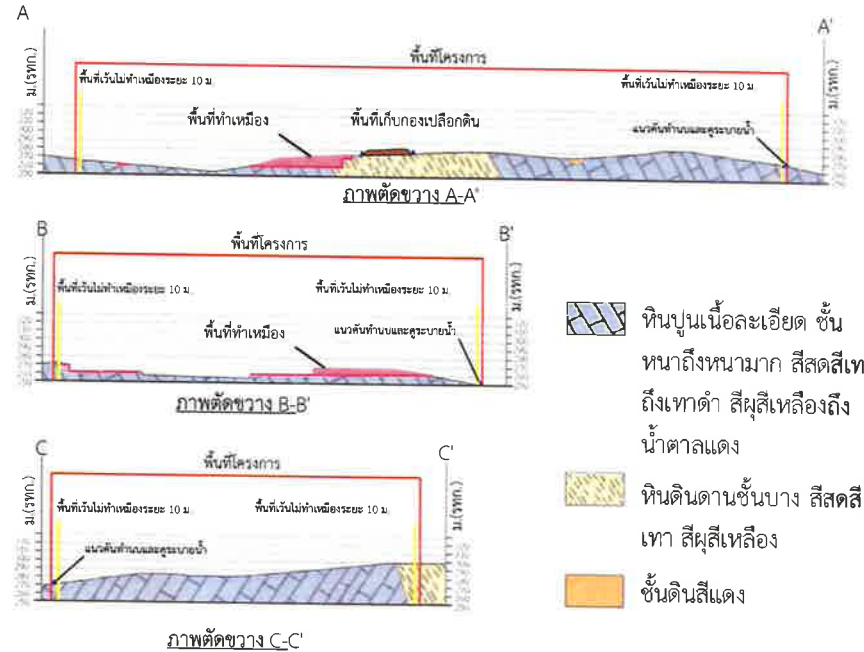 A
A'
ม.(รทก.)
ม.(รทก.)
พื้นที่โครงการ
พื้นที่เว้นไม่ทำเหมืองระยะ 10 ม.
พื้นที่เว้นไม่ทำเหมืองระยะ 10 ม.
พื้นที่ทำเหมือง
พื้นที่เก็บกองเปลือกดิน
แนวคันทำนบและคูระบายน้ำ
ภาพตัดขวาง A-A'
B
B'
ม.(รทก.)
ม.(รทก.)
พื้นที่โครงการ
พื้นที่เว้นไม่ทำเหมืองระยะ 10 ม.
พื้นที่เว้นไม่ทำเหมืองระยะ 10 ม.
พื้นที่ทำเหมือง
แนวคันทำนบและคูระบายน้ำ
ภาพตัดขวาง B-B'
C
C'
ม.(รทก.)
ม.(รทก.)
พื้นที่โครงการ
พื้นที่เว้นไม่ทำเหมืองระยะ 10 ม.
พื้นที่เว้นไม่ทำเหมืองระยะ 10 ม.
แนวคันทำนบและคูระบายน้ำ
ภาพตัดขวาง C-C'
หินปูนเนื้อละเอียด ชั้น
หนาถึงหนามาก สีสดสีเท
ถึงเทาดำ สีผุสีเหลืองถึง
น้ำตาลแดง
หินดินดานชั้นบาง สีสดสี
เทา สีผุสีเหลือง
ชั้นดินสีแดง